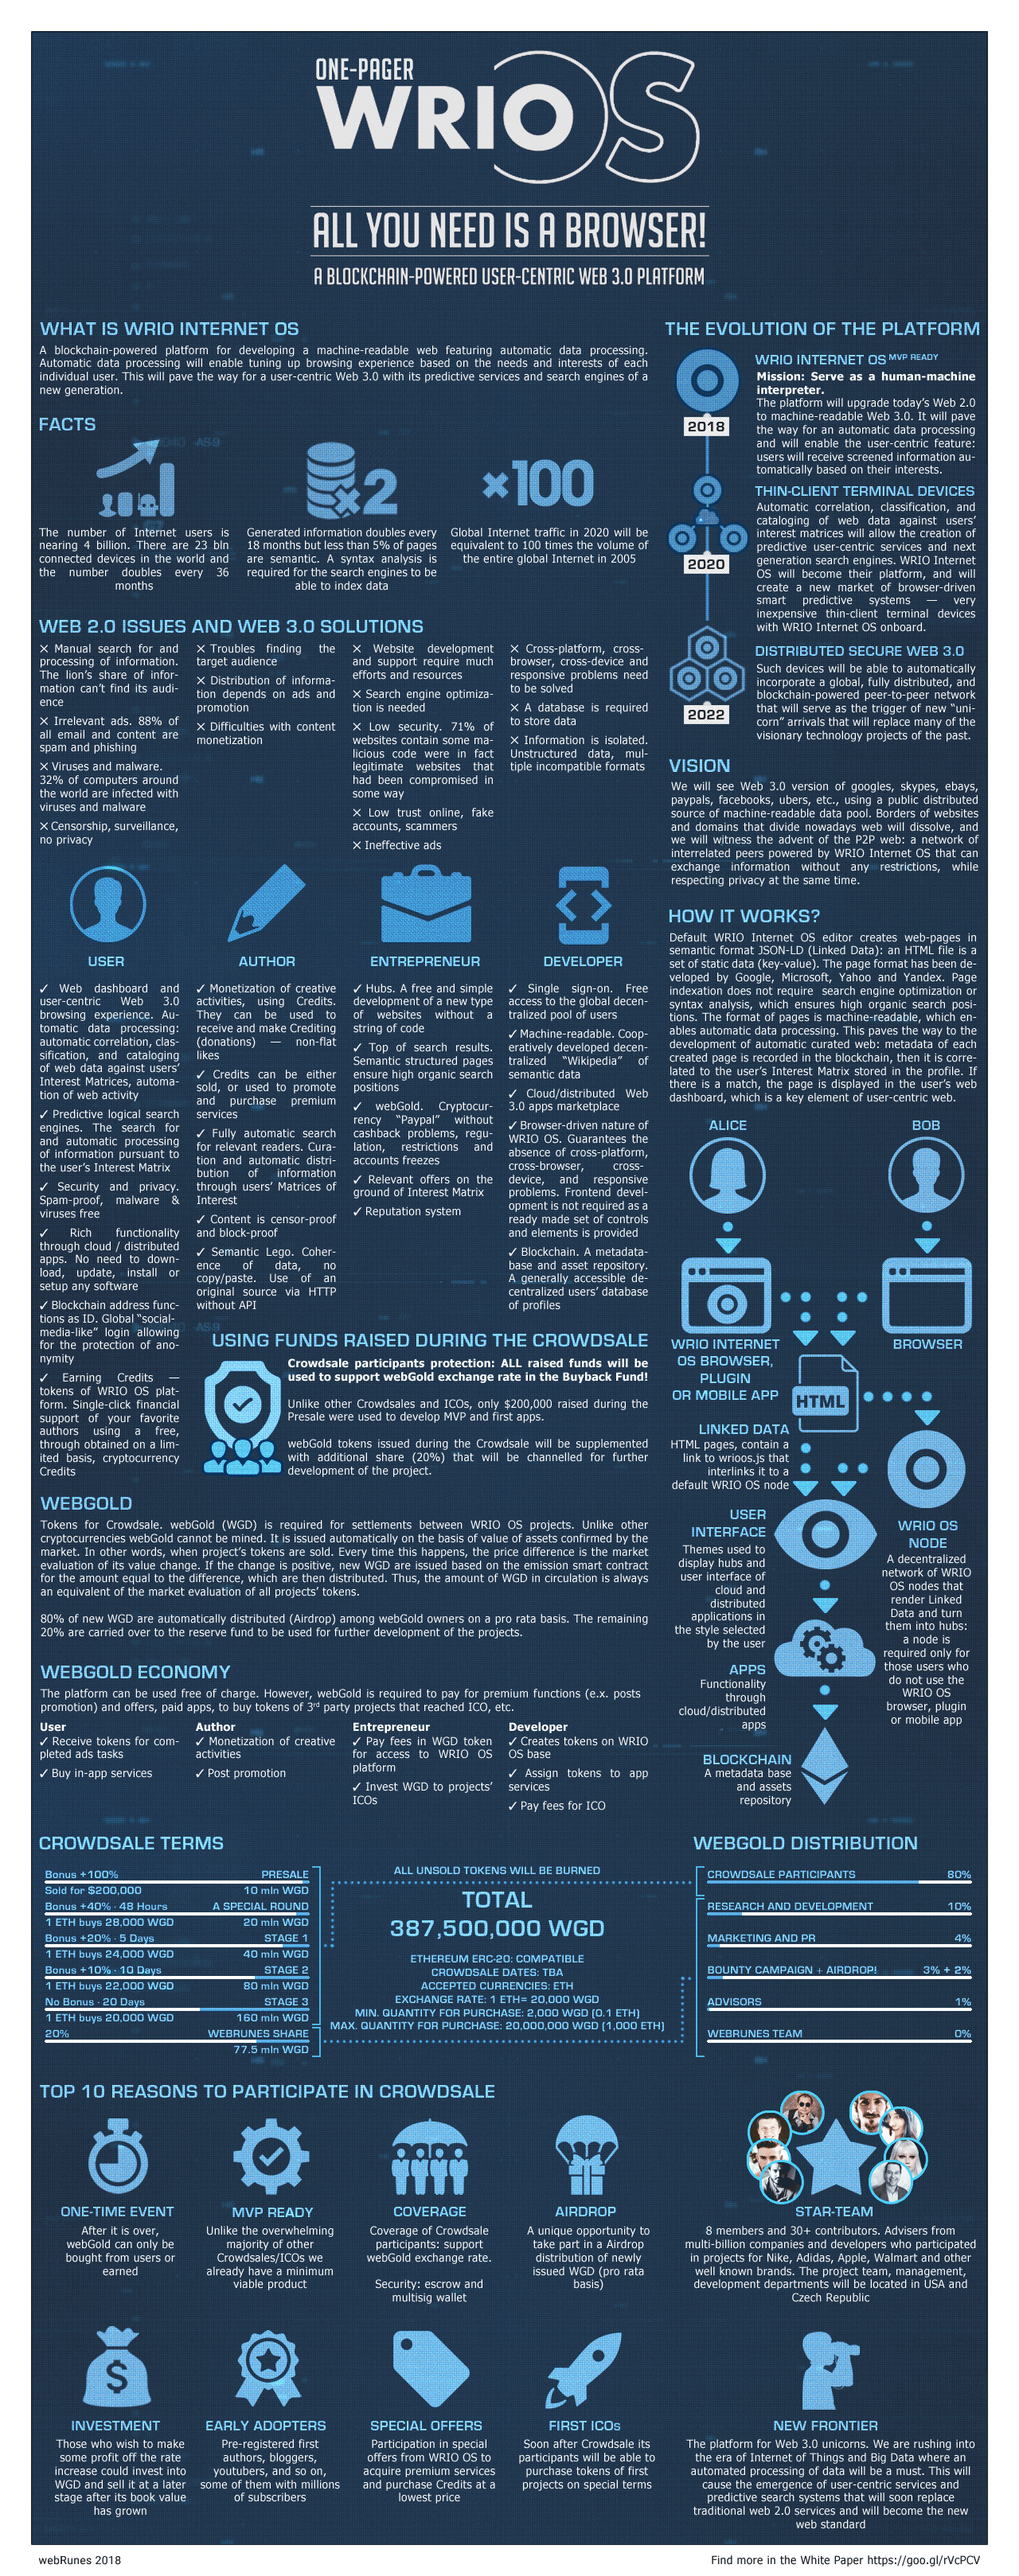 ONE-PAGER
WRIO OS
ALL YOU NEED IS A BROWSER!
A BLOCKCHAIN-POWERED USER-CENTRIC WEB 3.0 PLATFORM
WHAT IS WRIO INTERNET OS
A blockchain-powered platform for developing a machine-readable web featuring automatic data processing.
Automatic data processing will enable tuning up browsing experience based on the needs and interests of each
individual user. This will pave the way for a user-centric Web 3.0 with its predictive services and search engines of a
new generation.
FACTS
The number of Internet users is
nearing 4 billion. There are 23 bln
connected devices in the world and
the number doubles every 36
months
×2
Generated information doubles every
18 months but less than 5% of pages
are semantic. A syntax analysis is
required for the search engines to be
able to index data
×100
Global Internet traffic in 2020 will be
equivalent to 100 times the volume of
the entire global Internet in 2005
WEB 2.0 ISSUES AND WEB 3.0 SOLUTIONS
✕ Manual search for and
processing of information.
The lion's share of infor-
mation can't find its audi-
ence
✕ Irrelevant ads. 88% of
all email and content are
spam and phishing
✕ Viruses and malware.
32% of computers around
the world are infected with
viruses and malware
✕ Censorship, surveillance,
no privacy
✕ Troubles finding the
target audience
✕ Distribution of informa-
tion depends on ads and
promotion
✕ Difficulties with content
monetization
✕ Website development
and support require much
efforts and resources
✕ Search engine optimiza-
tion is needed
✕ Low security. 71% of
websites contain some ma-
licious code were in fact
legitimate websites that
had been compromised in
some way
✕ Low trust online, fake
accounts, scammers
✕ Ineffective ads
✕ Cross-platform, cross-
browser, cross-device and
responsive problems need
to be solved
✕ A database is required
to store data
✕ Information is isolated.
Unstructured data, mul-
tiple incompatible formats
USER
✓ Web dashboard and
user-centric Web 3.0
browsing experience. Au-
tomatic data processing:
automatic correlation, clas-
sification, and cataloging
of web data against users'
Interest Matrices, automa-
tion of web activity
✓ Predictive logical search
engines. The search for
and automatic processing
of information pursuant to
the user's Interest Matrix
✓ Security and privacy.
Spam-proof, malware &
viruses free
✓ Rich functionality
through cloud / distributed
apps. No need to down-
load, update, install or
setup any software
✓ Blockchain address func-
tions as ID. Global "social-
media-like" login allowing
for the protection of ano-
nymity
✓ Earning Credits —
tokens of WRIO OS plat-
form. Single-click financial
support of your favorite
authors using a free,
through obtained on a lim-
ited basis, cryptocurrency
Credits
AUTHOR
✓ Monetization of creative
activities, using Credits.
They can be used to
receive and make Crediting
(donations) — non-flat
likes
✓ Credits can be either
sold, or used to promote
and purchase premium
services
✓ Fully automatic search
for relevant readers. Cura-
tion and automatic distri-
bution of information
through users' Matrices of
Interest
✓ Content is censor-proof
and block-proof
✓ Semantic Lego. Coher-
ence of data, no
copy/paste. Use of an
original source via HTTP
without API
ENTREPRENEUR
✓ Hubs. A free and simple
development of a new type
of websites without a
string of code
✓ Top of search results.
Semantic structured pages
ensure high organic search
positions
✓ webGold. Cryptocur-
rency "Paypal" without
cashback problems, regu-
lation, restrictions and
accounts freezes
✓ Relevant offers on the
ground of Interest Matrix
✓ Reputation system
DEVELOPER
✓ Single sign-on. Free
access to the global decen-
tralized pool of users
✓ Machine-readable. Coop-
eratively developed decen-
tralized "Wikipedia" of
semantic data
✓ Cloud/distributed Web
3.0 apps marketplace
✓ Browser-driven nature of
WRIO OS. Guarantees the
absence of cross-platform,
cross-browser, cross-
device, and responsive
problems. Frontend devel-
opment is not required as a
ready made set of controls
and elements is provided
✓ Blockchain. A metadata-
base and asset repository.
A generally accessible de-
centralized users' database
of profiles
USING FUNDS RAISED DURING THE CROWDSALE
Crowdsale participants protection: ALL raised funds will be
used to support webGold exchange rate in the Buyback Fund!
Unlike other Crowdsales and ICOs, only $200,000 raised during the
Presale were used to develop MVP and first apps.
webGold tokens issued during the Crowdsale will be supplemented
with additional share (20%) that will be channelled for further
development of the project.
WEBGOLD
Tokens for Crowdsale. webGold (WGD) is required for settlements between WRIO OS projects. Unlike other
cryptocurrencies webGold cannot be mined. It is issued automatically on the basis of value of assets confirmed by the
market. In other words, when project's tokens are sold. Every time this happens, the price difference is the market
evaluation of its value change. If the change is positive, new WGD are issued based on the emission smart contract
for the amount equal to the difference, which are then distributed. Thus, the amount of WGD in circulation is always
an equivalent of the market evaluation of all projects' tokens.
80% of new WGD are automatically distributed (Airdrop) among webGold owners on a pro rata basis. The remaining
20% are carried over to the reserve fund to be used for further development of the projects.
WEBGOLD ECONOMY
The platform can be used free of charge. However, webGold is required to pay for premium functions (e.x. posts
promotion) and offers, paid apps, to buy tokens of 3rd party projects that reached ICO, etc.
User
✓ Receive tokens for com-
pleted ads tasks
✓ Buy in-app services
Author
✓ Monetization of creative
activities
✓ Post promotion
Entrepreneur
✓ Pay fees in WGD token
for access to WRIO OS
platform
✓ Invest WGD to projects'
ICOs
Developer
✓ Creates tokens on WRIO
OS base
✓ Assign tokens to app
services
✓ Pay fees for ICO
THE EVOLUTION OF THE PLATFORM
WRIO INTERNET OS MVP READY
Mission: Serve as a human-machine
interpreter.
The platform will upgrade today's Web 2.0
to machine-readable Web 3.0. It will pave
the way for an automatic data processing
and will enable the user-centric feature:
users will receive screened information au-
tomatically based on their interests.
2018
THIN-CLIENT TERMINAL DEVICES
Automatic correlation, classification, and
cataloging of web data against users'
interest matrices will allow the creation of
predictive user-centric services and next
generation search engines. WRIO Internet
OS will become their platform, and will
create a new market of browser-driven
smart predictive systems — very
inexpensive thin-client terminal devices
with WRIO Internet OS onboard.
2020
DISTRIBUTED SECURE WEB 3.0
Such devices will be able to automatically
incorporate a global, fully distributed, and
blockchain-powered peer-to-peer network
that will serve as the trigger of new "uni-
corn" arrivals that will replace many of the
visionary technology projects of the past.
2022
VISION
We will see Web 3.0 version of googles, skypes, ebays,
paypals, facebooks, ubers, etc., using a public distributed
source of machine-readable data pool. Borders of websites
and domains that divide nowadays web will dissolve, and
we will witness the advent of the P2P web: a network of
interrelated peers powered by WRIO Internet OS that can
exchange information without any restrictions, while
respecting privacy at the same time.
HOW IT WORKS?
Default WRIO Internet OS editor creates web-pages in
semantic format JSON-LD (Linked Data): an HTML file is a
set of static data (key-value). The page format has been de-
veloped by Google, Microsoft, Yahoo and Yandex. Page
indexation does not require search engine optimization or
syntax analysis, which ensures high organic search posi-
tions. The format of pages is machine-readable, which en-
ables automatic data processing. This paves the way to the
development of automatic curated web: metadata of each
created page is recorded in the blockchain, then it is corre-
lated to the user's Interest Matrix stored in the profile. If
there is a match, the page is displayed in the user's web
dashboard, which is a key element of user-centric web.
ALICE
BOB
WRIO INTERNET
OS BROWSER,
PLUGIN
OR MOBILE APP
BROWSER
HTML
LINKED DATA
HTML pages, contain a
link to wrioos.js that
interlinks it to a
default WRIO OS node
USER
INTERFACE
Themes used to
display hubs and
user interface of
cloud and
distributed
applications in
the style selected
by the user
WRIO OS
NODE
A decentralized
network of WRIO
OS nodes that
render Linked
Data and turn
them into hubs:
a node is
required only for
those users who
do not use the
WRIO OS
browser, plugin
or mobile app
APPS
Functionality
through
cloud/distributed
apps
BLOCKCHAIN
A metadata base
and assets
repository
CROWDSALE TERMS
Bonus +100% PRESALE
Sold for $200,000 10 mln WGD
Bonus +40% · 48 Hours A SPECIAL ROUND
1 ETH buys 28,000 WGD 20 mln WGD
Bonus +20% · 5 Days STAGE 1
1 ETH buys 24,000 WGD 40 mln WGD
Bonus +10% · 10 Days STAGE 2
1 ETH buys 22,000 WGD 80 mln WGD
No Bonus · 20 Days STAGE 3
1 ETH buys 20,000 WGD 160 mln WGD
20% WEBRUNES SHARE
77.5 mln WGD
ALL UNSOLD TOKENS WILL BE BURNED
TOTAL
387,500,000 WGD
ETHEREUM ERC-20: COMPATIBLE
CROWDSALE DATES: TBA
ACCEPTED CURRENCIES: ETH
EXCHANGE RATE: 1 ETH= 20,000 WGD
MIN. QUANTITY FOR PURCHASE: 2,000 WGD (0.1 ETH)
MAX. QUANTITY FOR PURCHASE: 20,000,000 WGD (1,000 ETH)
WEBGOLD DISTRIBUTION
CROWDSALE PARTICIPANTS 80%
RESEARCH AND DEVELOPMENT 10%
MARKETING AND PR 4%
BOUNTY CAMPAIGN + AIRDROP! 3% + 2%
ADVISORS 1%
WEBRUNES TEAM 0%
TOP 10 REASONS TO PARTICIPATE IN CROWDSALE
ONE-TIME EVENT
After it is over,
webGold can only be
bought from users or
earned
MVP READY
Unlike the overwhelming
majority of other
Crowdsales/ICOs we
already have a minimum
viable product
COVERAGE
Coverage of Crowdsale
participants: support
webGold exchange rate.
Security: escrow and
multisig wallet
AIRDROP
A unique opportunity to
take part in a Airdrop
distribution of newly
issued WGD (pro rata
basis)
STAR-TEAM
8 members and 30+ contributors. Advisers from
multi-billion companies and developers who participated
in projects for Nike, Adidas, Apple, Walmart and other
well known brands. The project team, management,
development departments will be located in USA and
Czech Republic
$
INVESTMENT
Those who wish to make
some profit off the rate
increase could invest into
WGD and sell it at a later
stage after its book value
has grown
EARLY ADOPTERS
Pre-registered first
authors, bloggers,
youtubers, and so on,
some of them with millions
of subscribers
SPECIAL OFFERS
Participation in special
offers from WRIO OS to
acquire premium services
and purchase Credits at a
lowest price
FIRST ICOs
Soon after Crowdsale its
participants will be able to
purchase tokens of first
projects on special terms
NEW FRONTIER
The platform for Web 3.0 unicorns. We are rushing into
the era of Internet of Things and Big Data where an
automated processing of data will be a must. This will
cause the emergence of user-centric services and
predictive search systems that will soon replace
traditional web 2.0 services and will become the new
web standard
webRunes 2018
Find more in the White Paper https://goo.gl/rVcPCV